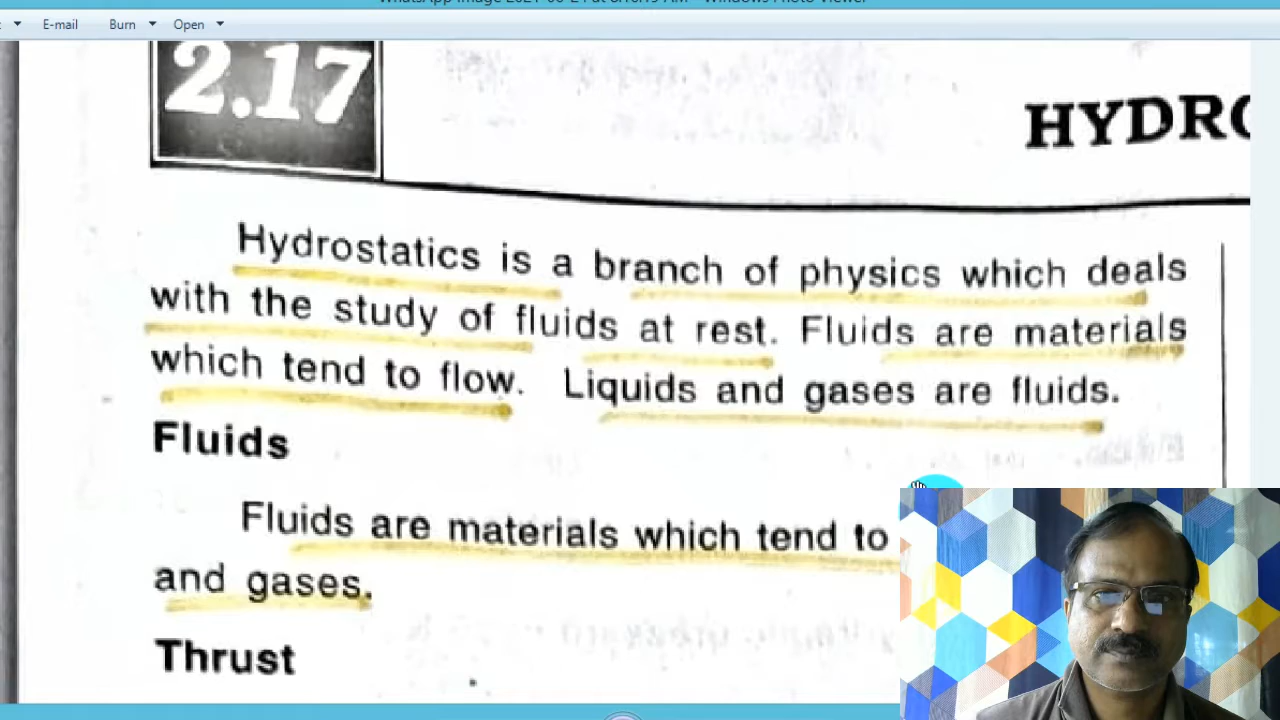 E-mail Burn Open
2.17
HYDRO
Hydrostatics is a branch of physics which deals
with the study of fluids at rest. Fluids are materials
which tend to flow. Liquids and gases are fluids.
Fluids
Fluids are materials which tend to
and gases.
Thrust